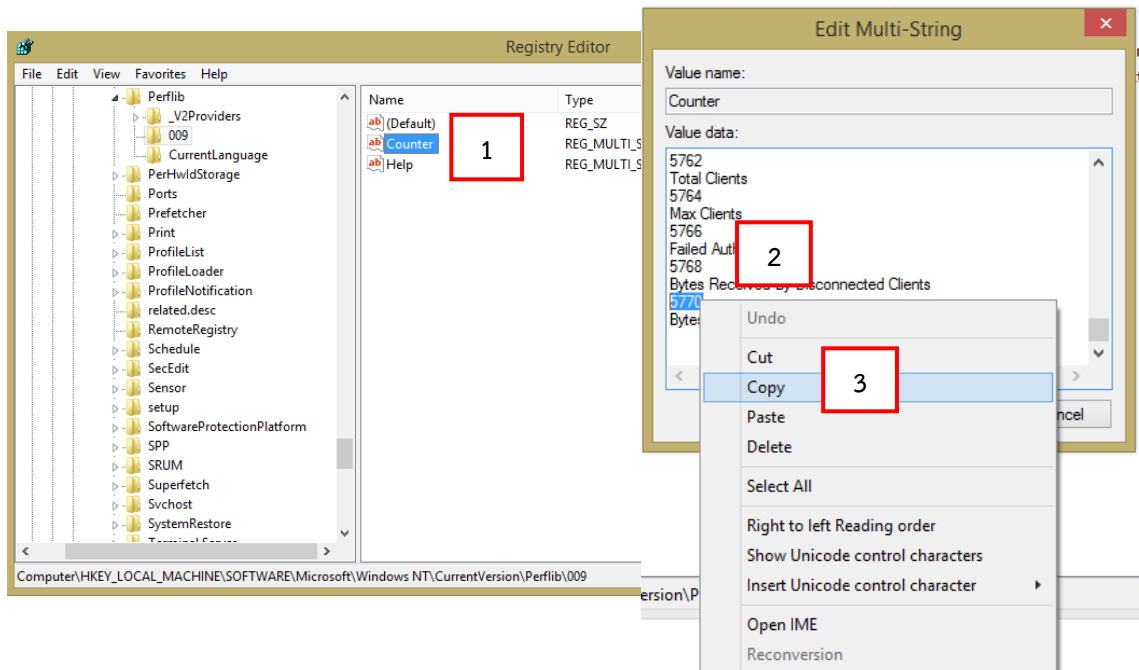 Registry Editor
File Edit View Favorites Help
Perflib
_V2Providers
009
CurrentLanguage
PerHwIdStorage
Ports
Prefetcher
Print
ProfileList
ProfileLoader
ProfileNotification
related.desc
RemoteRegistry
Schedule
SecEdit
Sensor
setup
SoftwareProtectionPlatform
SPP
SRUM
Superfetch
Svchost
SystemRestore
Name Type
ab (Default) REG_SZ
ab Counter REG_MULTI_S
ab Help REG_MULTI_S
1
Computer\HKEY_LOCAL_MACHINE\SOFTWARE\Microsoft\Windows NT\CurrentVersion\Perflib\009
Edit Multi-String
Value name:
Counter
Value data:
5762
Total Clients
5764
Max Clients
5766
Failed Auth
5768
Bytes Received By Disconnected Clients
5770
Bytes
2
ncel
ersion\P
Undo
Cut
Copy
3
Paste
Delete
Select All
Right to left Reading order
Show Unicode control characters
Insert Unicode control character
Open IME
Reconversion